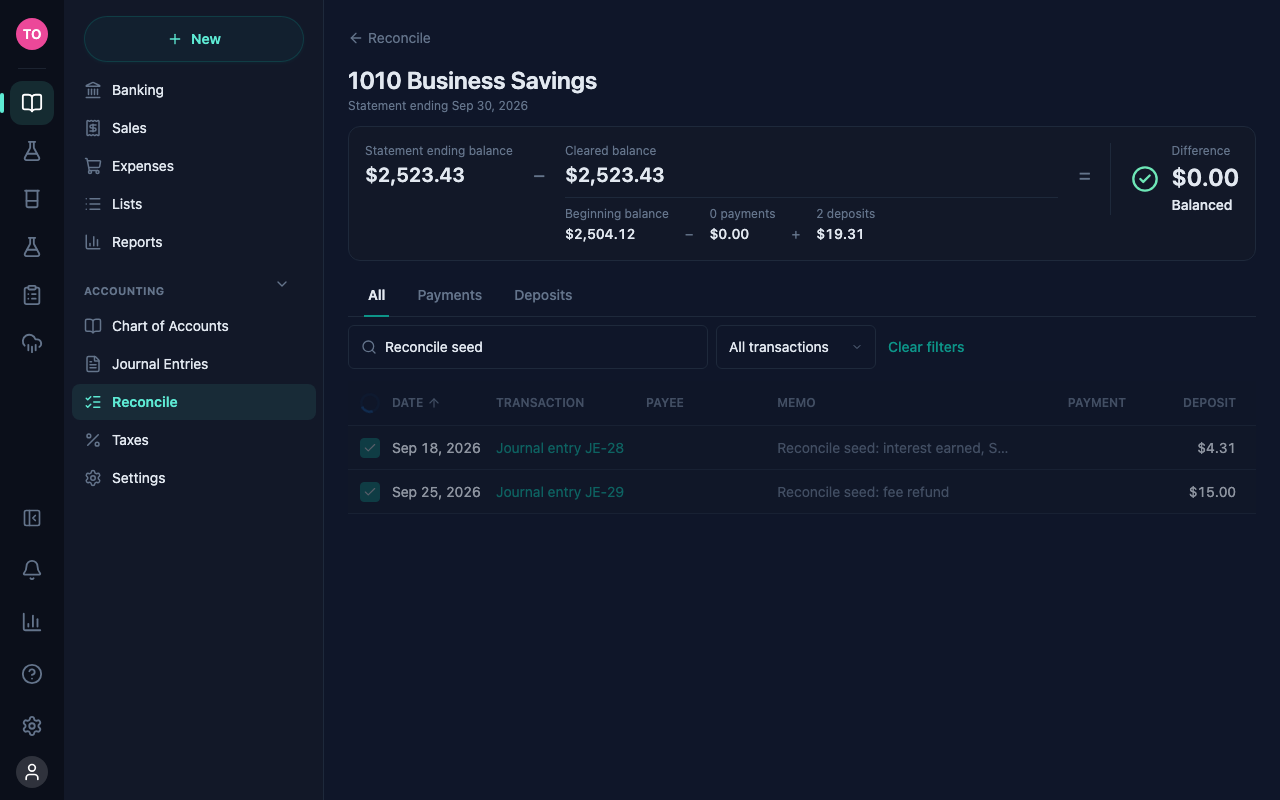 TO
New
Banking
Sales
Expenses
Lists
Reports
ACCOUNTING
Chart of Accounts
Journal Entries
Reconcile
Taxes
Settings
Reconcile
1010 Business Savings
Statement ending Sep 30, 2026
Statement ending balance
$2,523.43
–
Cleared balance
$2,523.43
Beginning balance
$2,504.12
–
0 payments
$0.00
+
2 deposits
$19.31
=
Difference
$0.00
Balanced
All Payments Deposits
Reconcile seed All transactions Clear filters
DATE TRANSACTION PAYEE MEMO PAYMENT DEPOSIT
Sep 18, 2026 Journal entry JE-28 Reconcile seed: interest earned, S... $4.31
Sep 25, 2026 Journal entry JE-29 Reconcile seed: fee refund $15.00